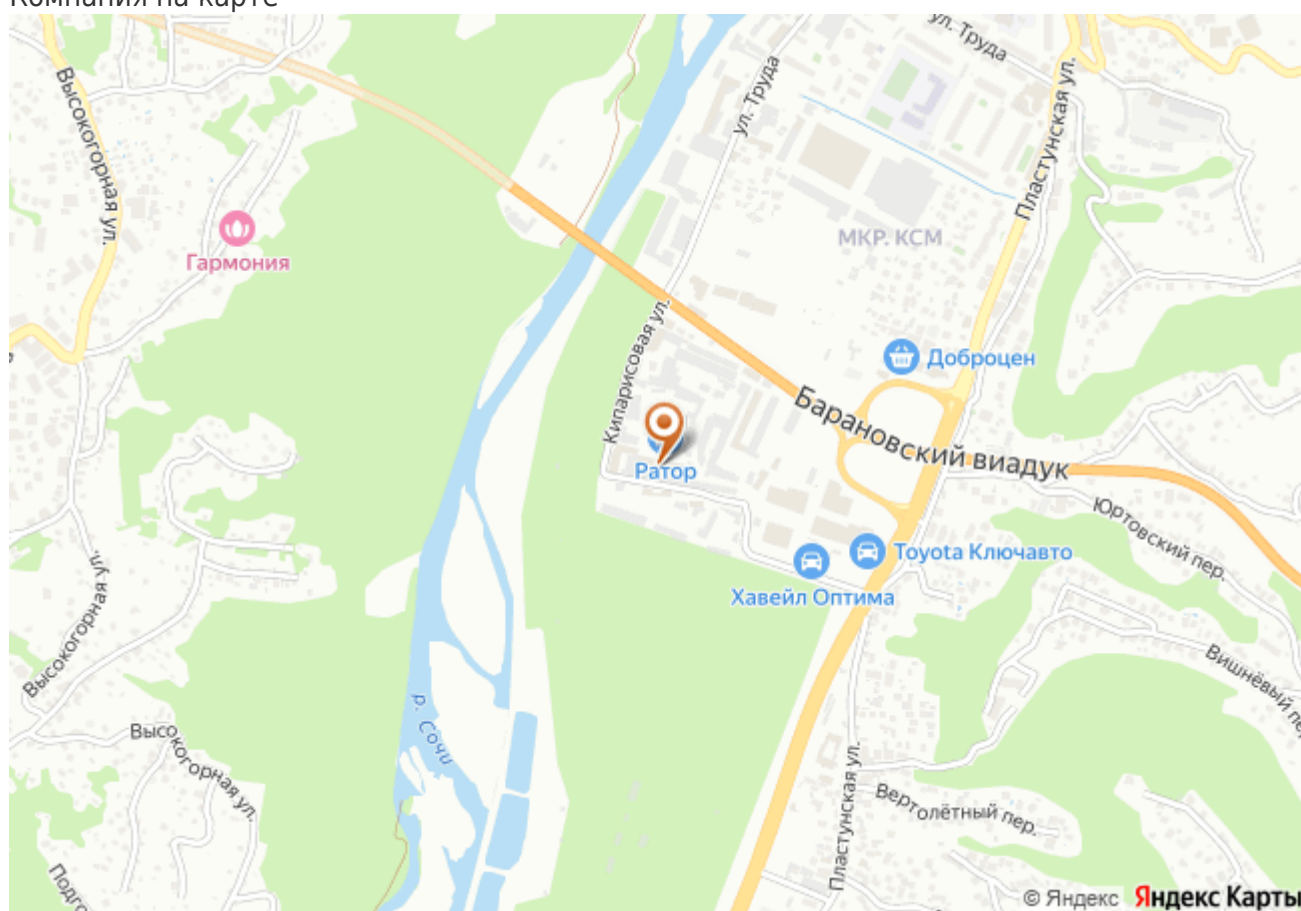 Компания на карте
ул. Труда
Высокогорная ул.
ул. Труда
Пластунская ул.
МКР. КСМ
Гармония
Кипарисовая ул.
Доброцен
Барановский виадук
Ратор
Юртовский пер.
Toyota Ключавто
Хавейл Оптима
Высокогорная ул.
Вишнёвый пер.
р. Сочи
Высокогорная ул.
Пластунская ул.
Вертолётный пер.
© Яндекс Яндекс Карты